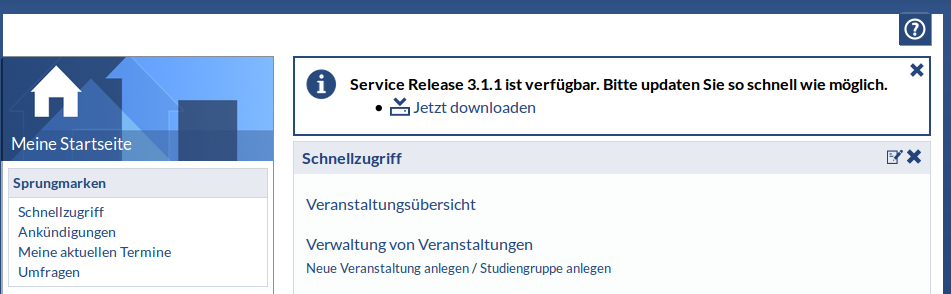 Service Release 3.1.1 ist verfügbar. Bitte updaten Sie so schnell wie möglich.
Jetzt downloaden
Meine Startseite
Sprungmarken
Schnellzugriff
Ankündigungen
Meine aktuellen Termine
Umfragen
Schnellzugriff
Veranstaltungsübersicht
Verwaltung von Veranstaltungen
Neue Veranstaltung anlegen / Studiengruppe anlegen